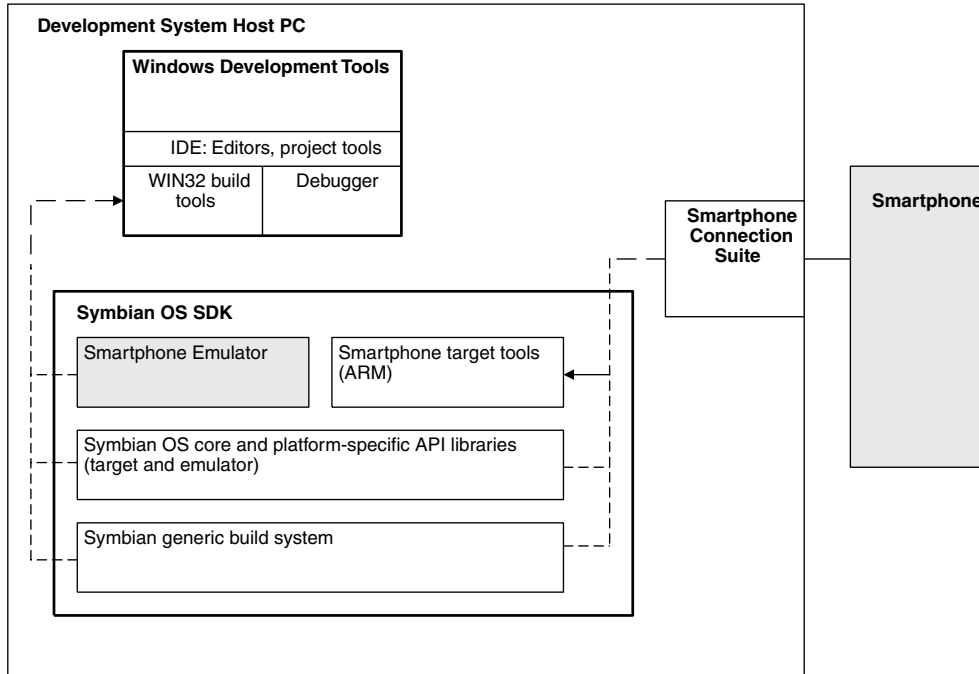 Development System Host PC
Windows Development Tools
IDE: Editors, project tools
WIN32 build
tools
Debugger
Smartphone
Connection
Suite
Smartphone
Symbian OS SDK
Smartphone Emulator
Smartphone target tools
(ARM)
Symbian OS core and platform-specific API libraries
(target and emulator)
Symbian generic build system